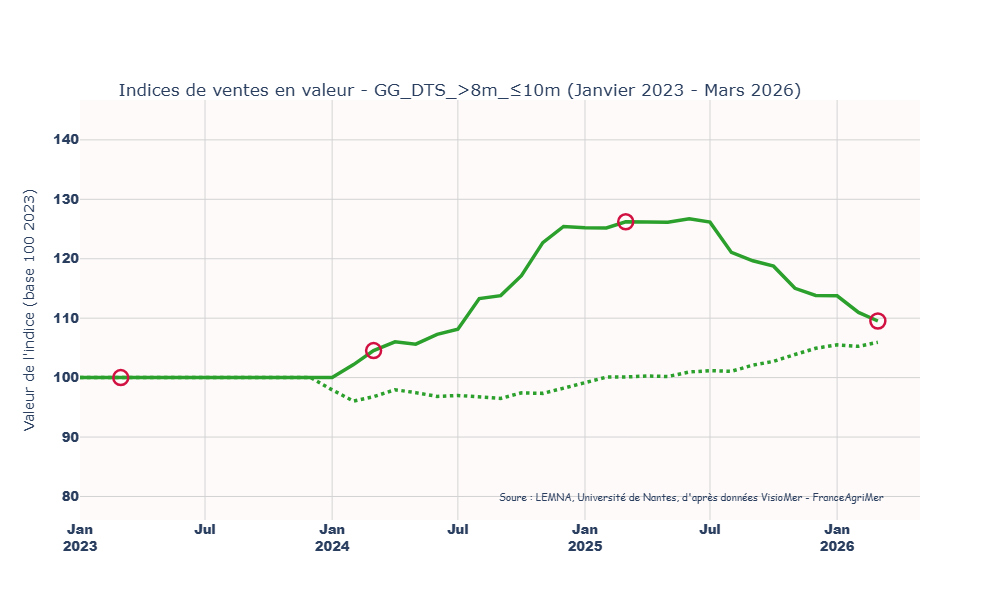 Indices de ventes en valeur - GG_DTS_>8m_≤10m (Janvier 2023 - Mars 2026)
Valeur de l'indice (base 100 2023)
140
130
120
110
100
90
80
Soure : LEMNA, Université de Nantes, d'après données VisioMer - FranceAgriMer
Jan
2023
Jul
Jan
2024
Jul
Jan
2025
Jul
Jan
2026